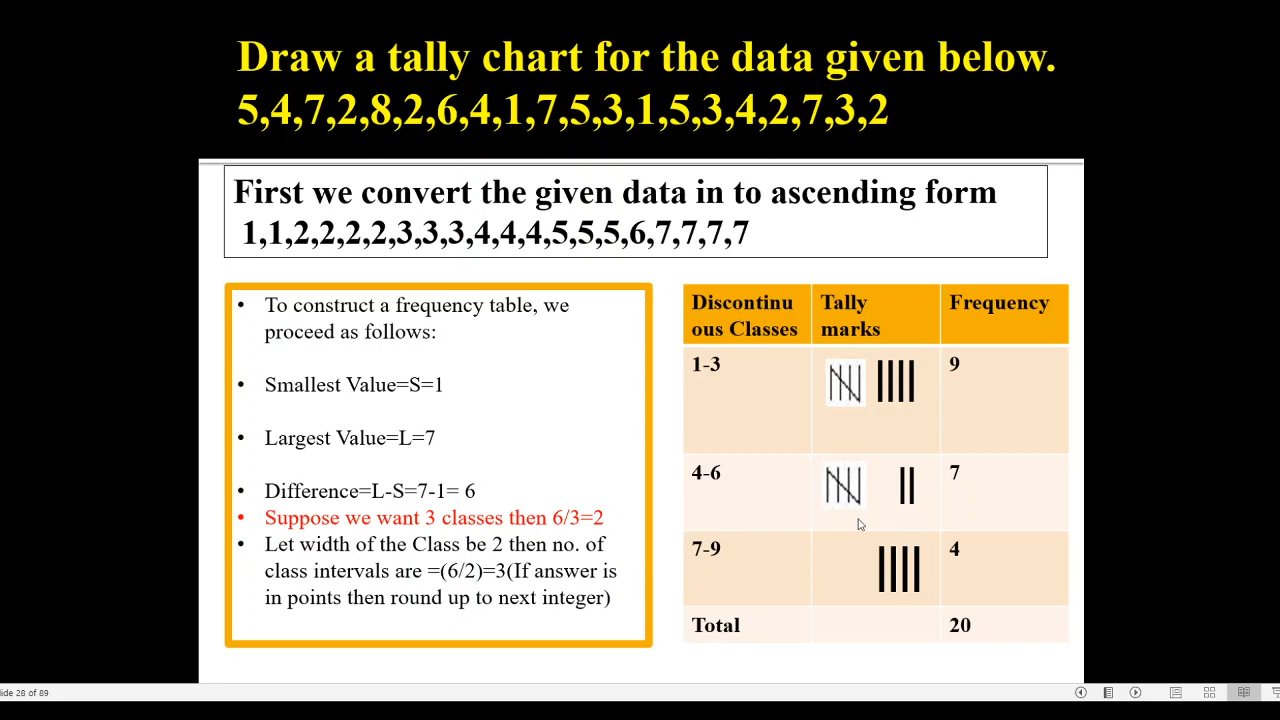 Draw a tally chart for the data given below.
5,4,7,2,8,2,6,4,1,7,5,3,1,5,3,4,2,7,3,2
First we convert the given data in to ascending form
1,1,2,2,2,2,3,3,3,4,4,4,5,5,5,6,7,7,7,7
• To construct a frequency table, we
proceed as follows:
• Smallest Value=S=1
• Largest Value=L=7
• Difference=L-S=7-1= 6
• Suppose we want 3 classes then 6/3=2
• Let width of the Class be 2 then no. of
class intervals are =(6/2)=3(If answer is
in points then round up to next integer)
Discontinu
ous Classes
Tally
marks
Frequency
1-3
9
4-6
7
7-9
4
Total
20
lide 28 of 89